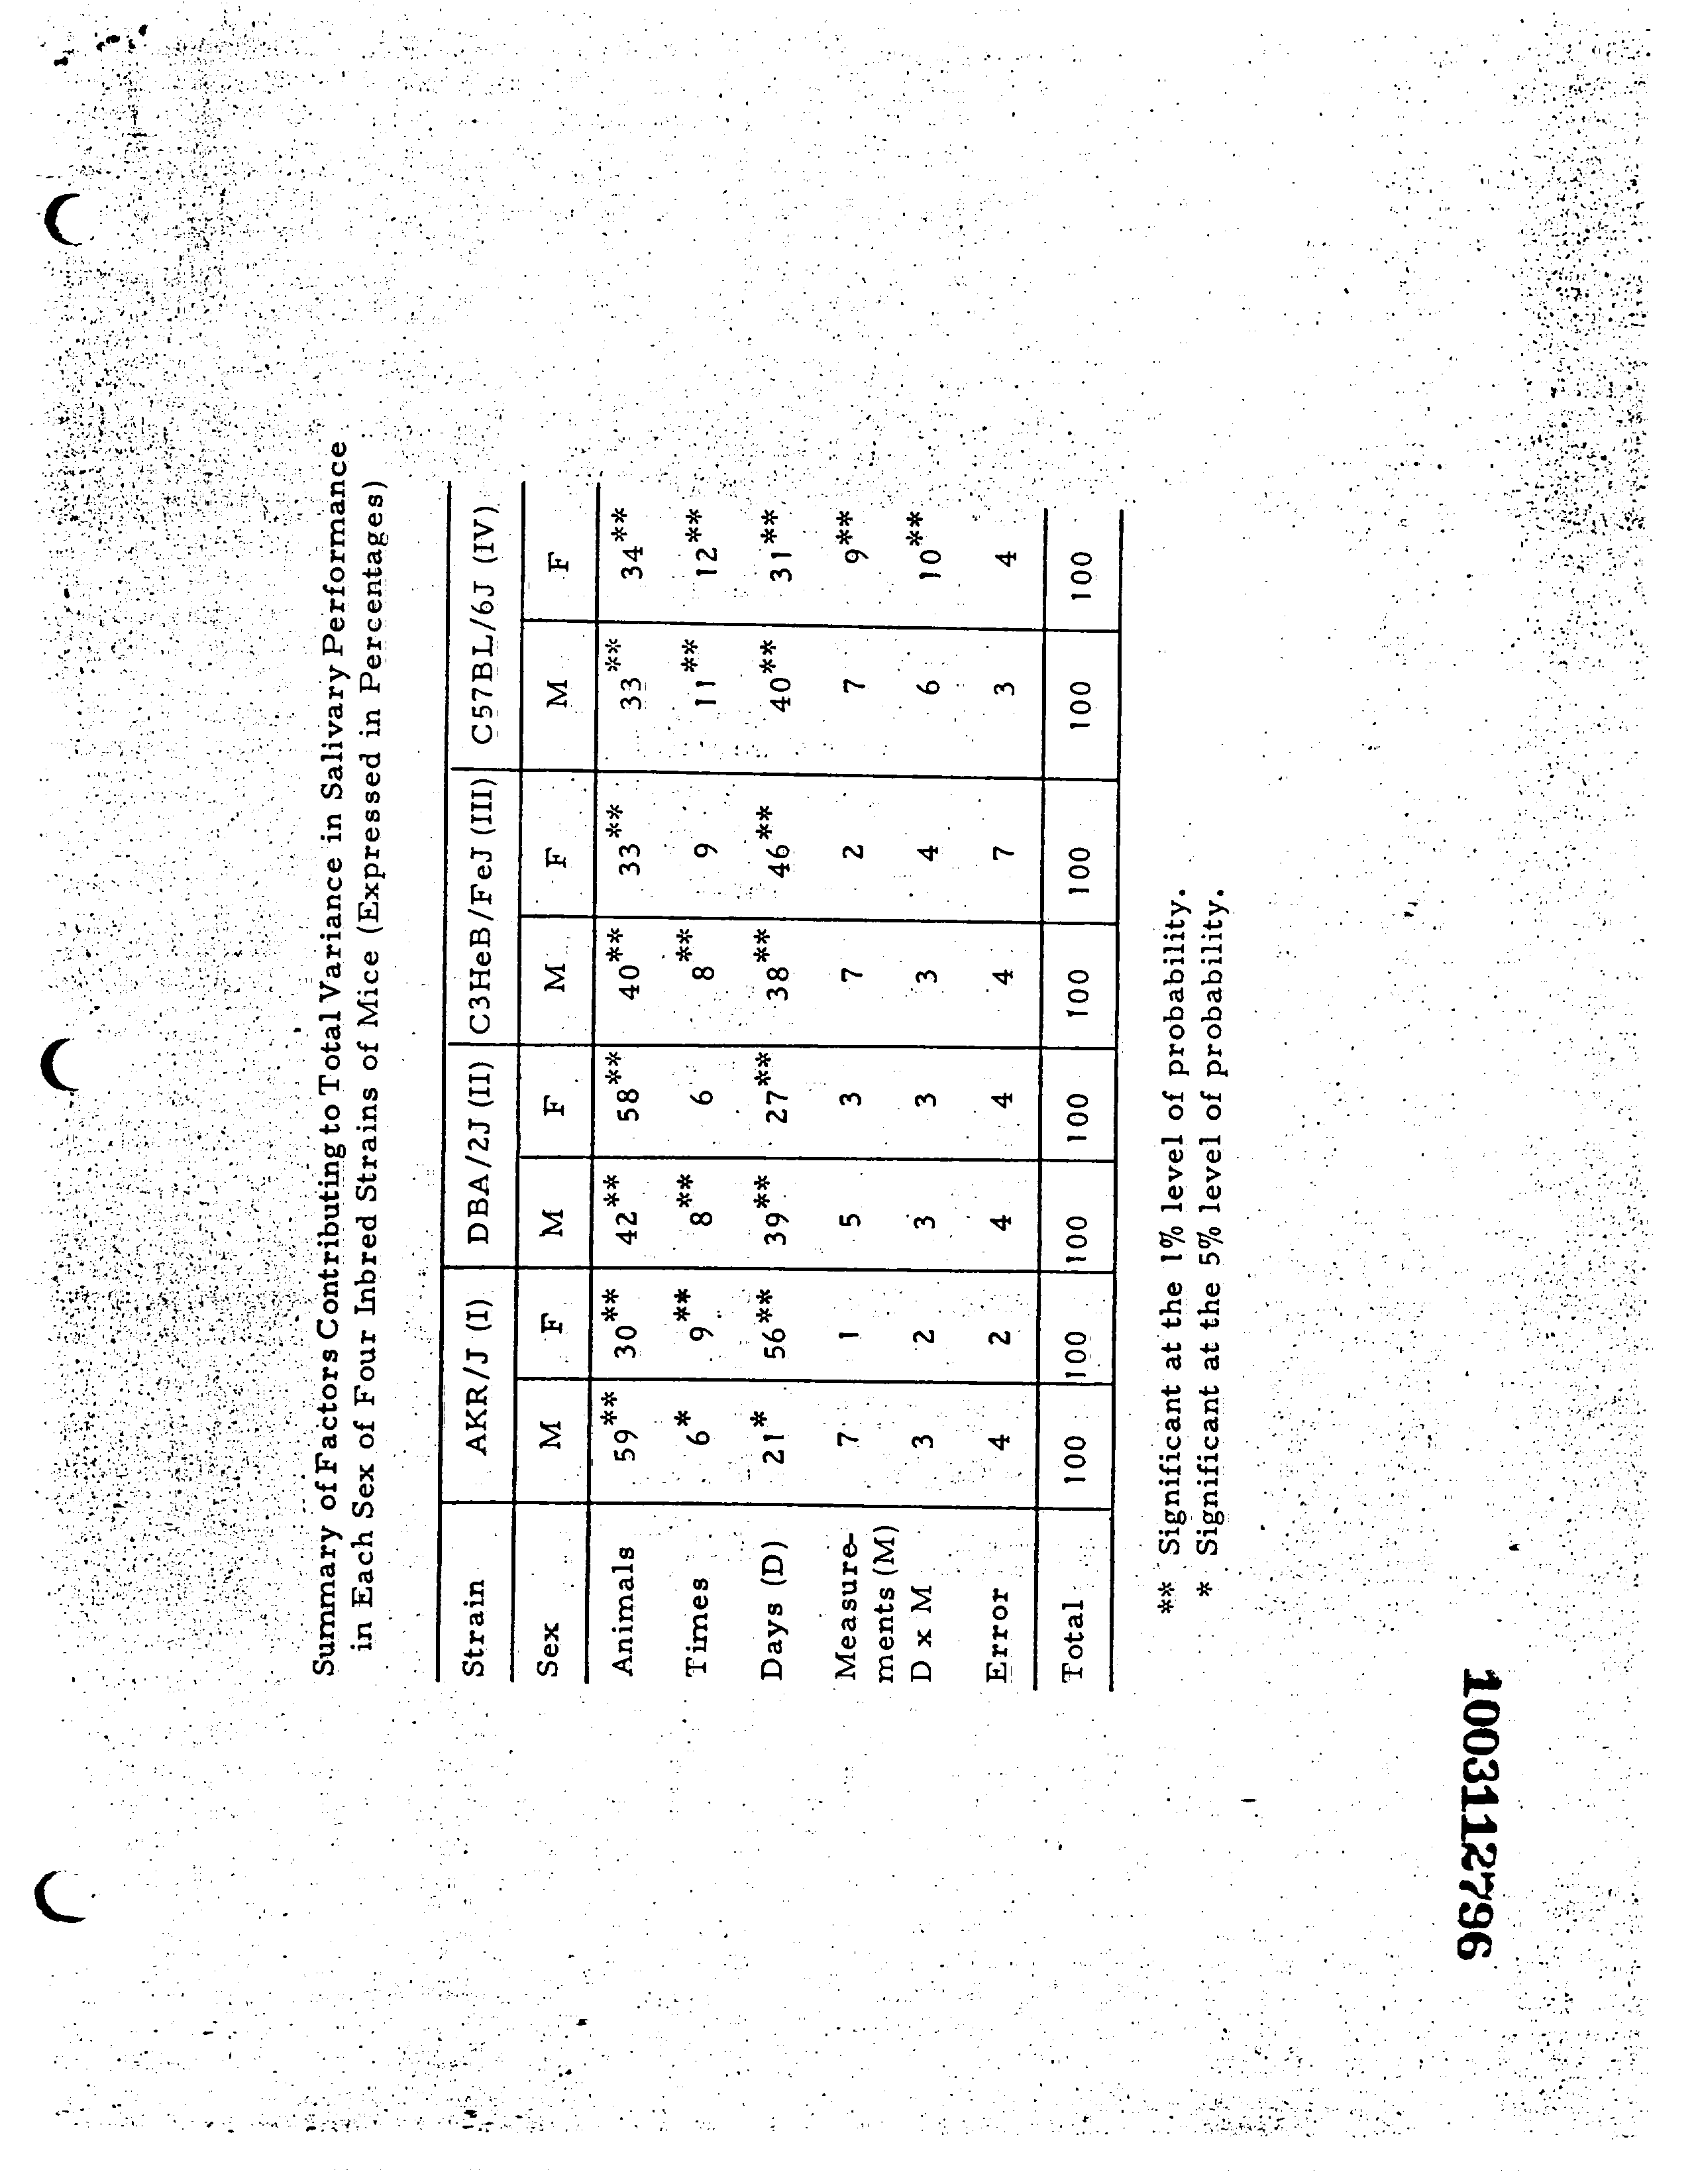 Summary of Factors Contributing to Total Variance in Salivary Performance
in Each Sex of Four Inbred Strains of Mice (Expressed in Percentages)
Strain AKR/J (I) DBA/2J (II) C3HeB/FeJ (III) C57BL/6J (IV)
Sex M F M F M F M F
Animals 59** 30** 42** 58** 40** 33** 33** 34**
Times 6* 9** 8** 6 8** 9 11** 12**
Days (D) 21* 56** 39** 27** 38** 46** 40** 31**
Measure- 7 1 5 3 7 2 7 9**
ments (M)
D x M 3 2 3 3 3 4 6 10**
Error 4 2 4 4 4 7 3 4
Total 100 100 100 100 100 100 100 100
** Significant at the 1% level of probability.
* Significant at the 5% level of probability.
1003112796